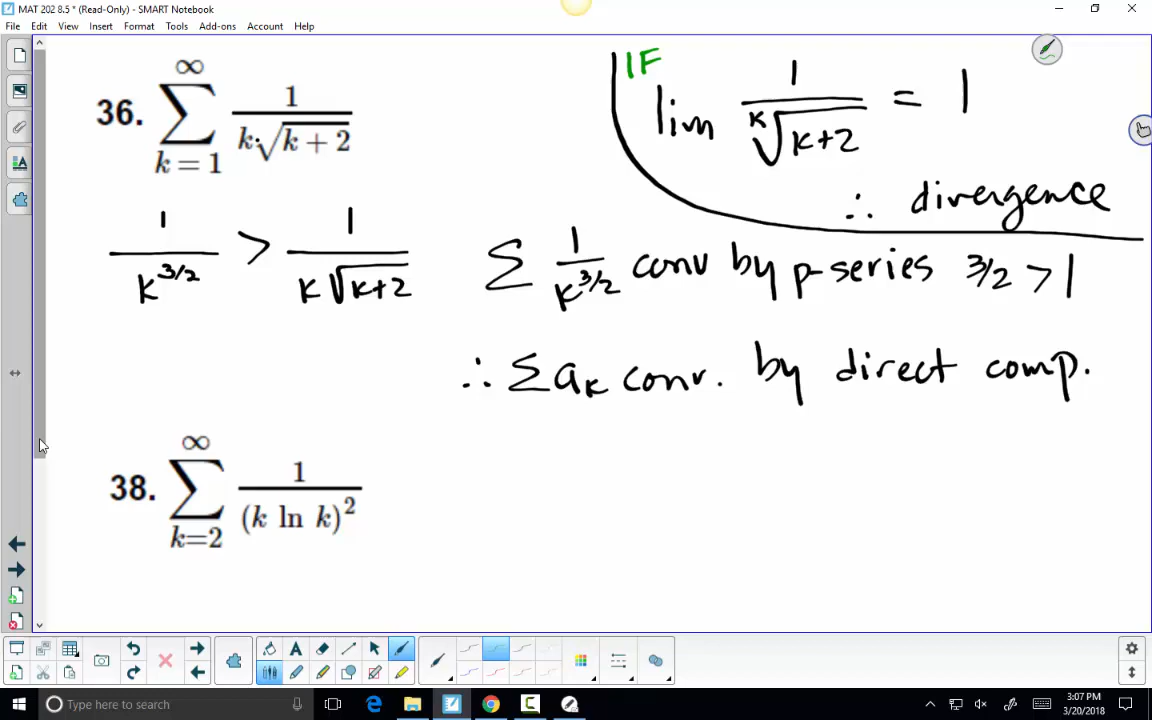 MAT 202 8.5 * (Read-Only) - SMART Notebook
File Edit View Insert Format Tools Add-ons Account Help
36. ∑_{k = 1}^{∞} 1/(k√(k + 2))
IF
lim 1/ᵏ√(k+2) = 1
∴ divergence
1/k^{3/2} > 1/(k√(k+2))
∑ 1/k^{3/2} conv by p-series 3/2 > 1
∴ ∑ aₖ conv. by direct comp.
38. ∑_{k=2}^{∞} 1/(k ln k)²
Type here to search
3:07 PM
3/20/2018